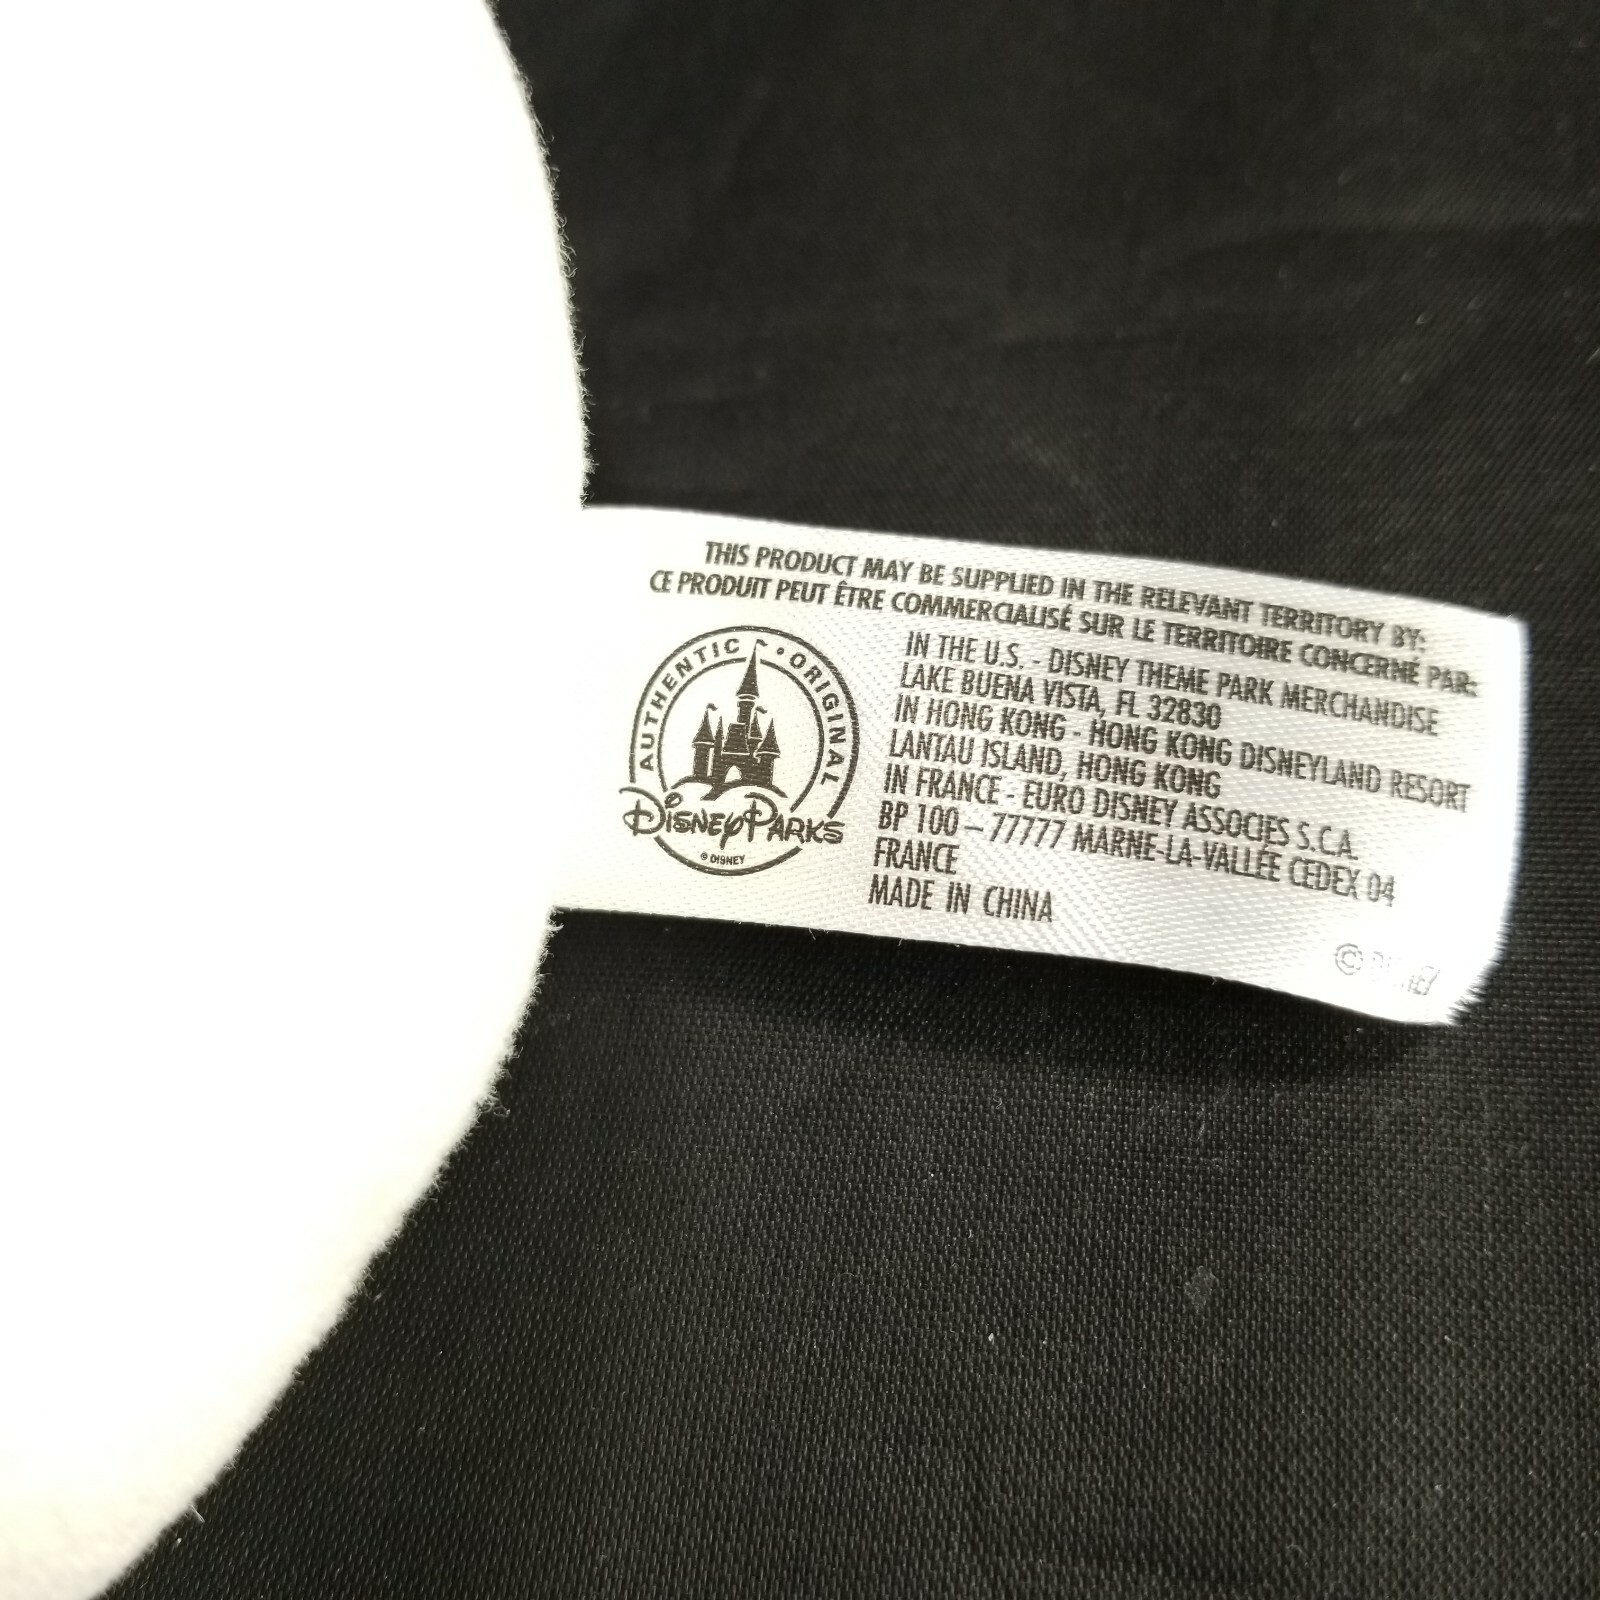 THIS PRODUCT MAY BE SUPPLIED IN THE RELEVANT TERRITORY BY:
CE PRODUIT PEUT ÊTRE COMMERCIALISÉ SUR LE TERRITOIRE CONCERNÉ PAR:
AUTHENTIC • ORIGINAL
DISNEY PARKS
© DISNEY
IN THE U.S. - DISNEY THEME PARK MERCHANDISE
LAKE BUENA VISTA, FL 32830
IN HONG KONG - HONG KONG DISNEYLAND RESORT
LANTAU ISLAND, HONG KONG
IN FRANCE - EURO DISNEY ASSOCIES S.C.A.
BP 100 – 77777 MARNE-LA-VALLÉE CEDEX 04
FRANCE
MADE IN CHINA
© DISNEY